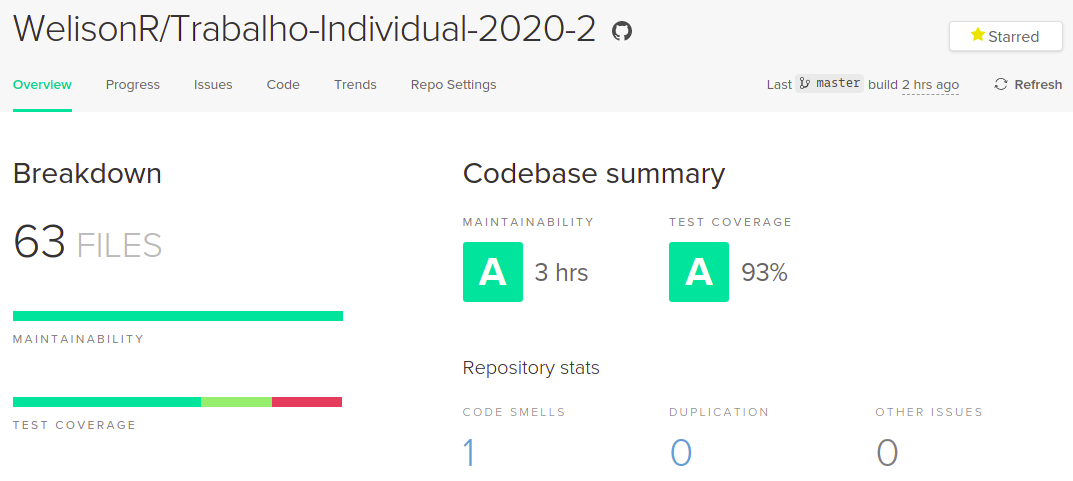 WelisonR/Trabalho-Individual-2020-2
Starred
Overview Progress Issues Code Trends Repo Settings
Last master build 2 hrs ago Refresh
Breakdown
63 FILES
MAINTAINABILITY
TEST COVERAGE
Codebase summary
MAINTAINABILITY TEST COVERAGE
A 3 hrs A 93%
Repository stats
CODE SMELLS DUPLICATION OTHER ISSUES
1 0 0